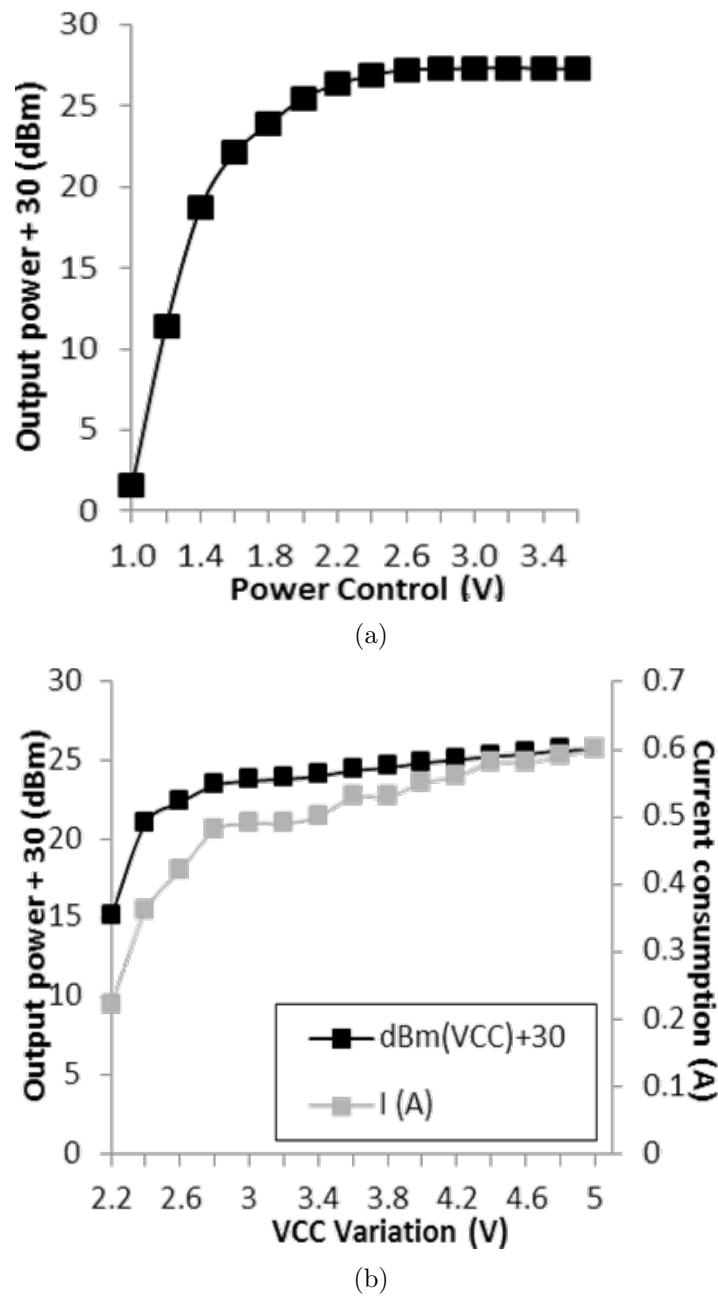 30
25
20
15
10
5
0
Output power + 30 (dBm)
1.0 1.4 1.8 2.2 2.6 3.0 3.4
Power Control (V)
(a)
30
25
20
15
10
5
0
Output power + 30 (dBm)
0.7
0.6
0.5
0.4
0.3
0.2
0.1
0
Current consumption (A)
dBm(VCC)+30
I (A)
2.2 2.6 3 3.4 3.8 4.2 4.6 5
VCC Variation (V)
(b)